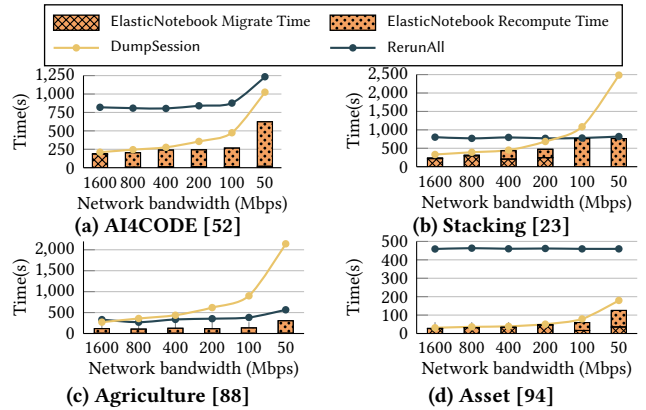 ElasticNotebook Migrate Time ElasticNotebook Recompute Time
DumpSession RerunAll
1,250
1,000
750
500
250
0
Time(s)
1600 800 400 200 100 50
Network bandwidth (Mbps)
(a) AI4CODE [52]
2,500
2,000
1,500
1,000
500
0
Time(s)
1600 800 400 200 100 50
Network bandwidth (Mbps)
(b) Stacking [23]
2,000
1,500
1,000
500
0
Time(s)
1600 800 400 200 100 50
Network bandwidth (Mbps)
(c) Agriculture [88]
500
400
300
200
100
0
Time(s)
1600 800 400 200 100 50
Network bandwidth (Mbps)
(d) Asset [94]